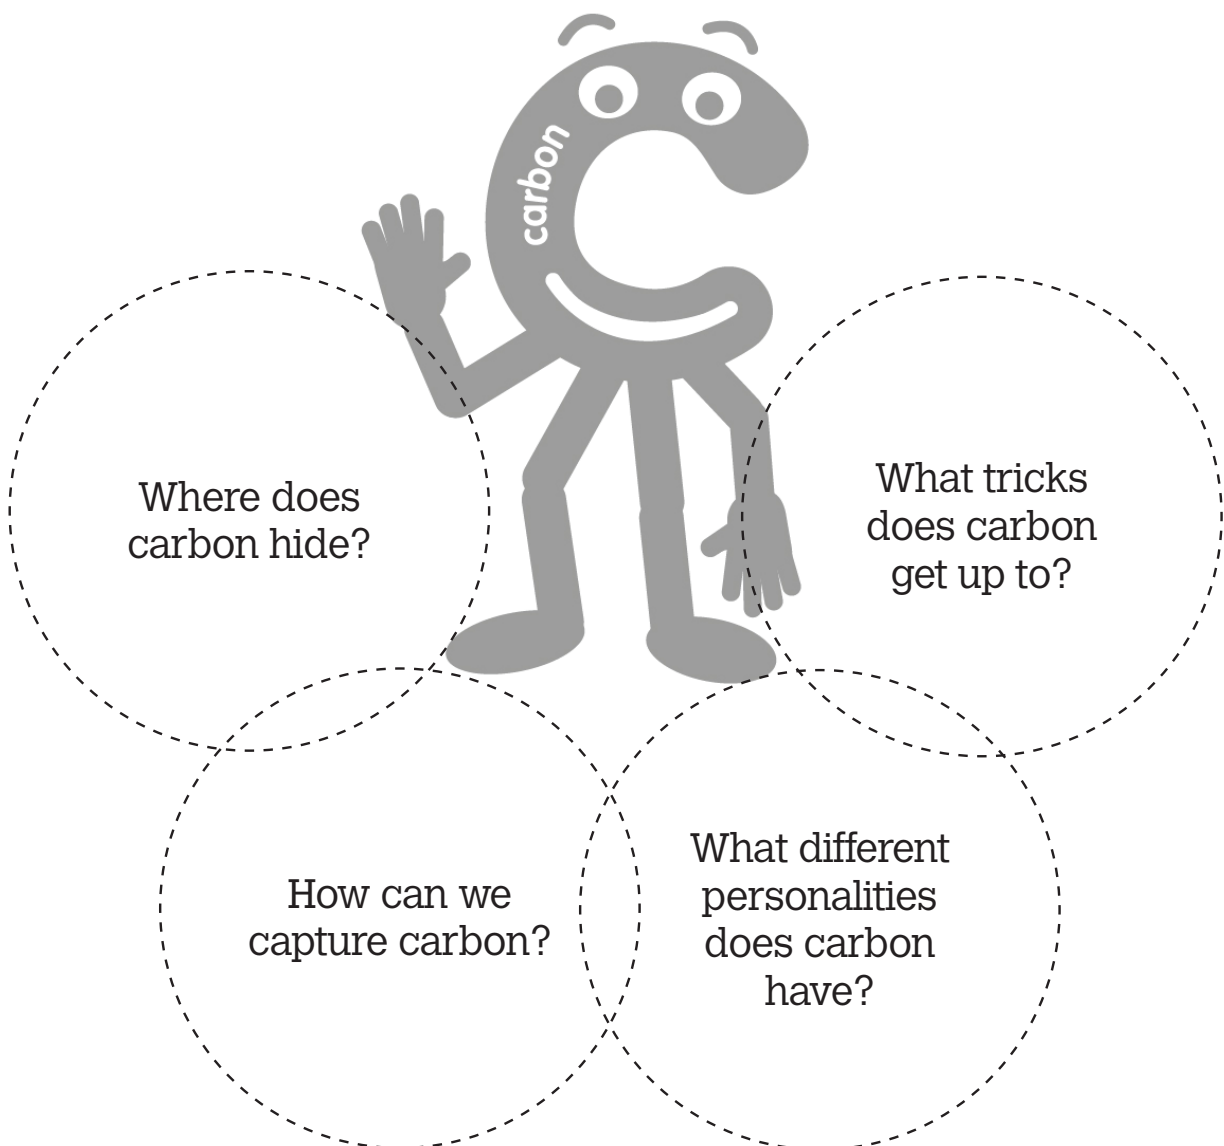 carbon
Where does
carbon hide?
What tricks
does carbon
get up to?
How can we
capture carbon?
What different
personalities
does carbon
have?